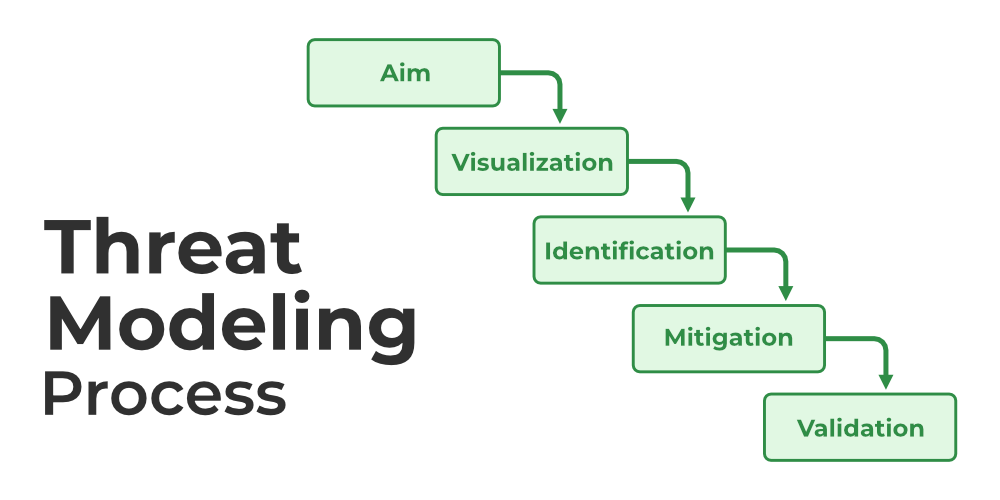 Threat
Modeling
Process
Aim
Visualization
Identification
Mitigation
Validation